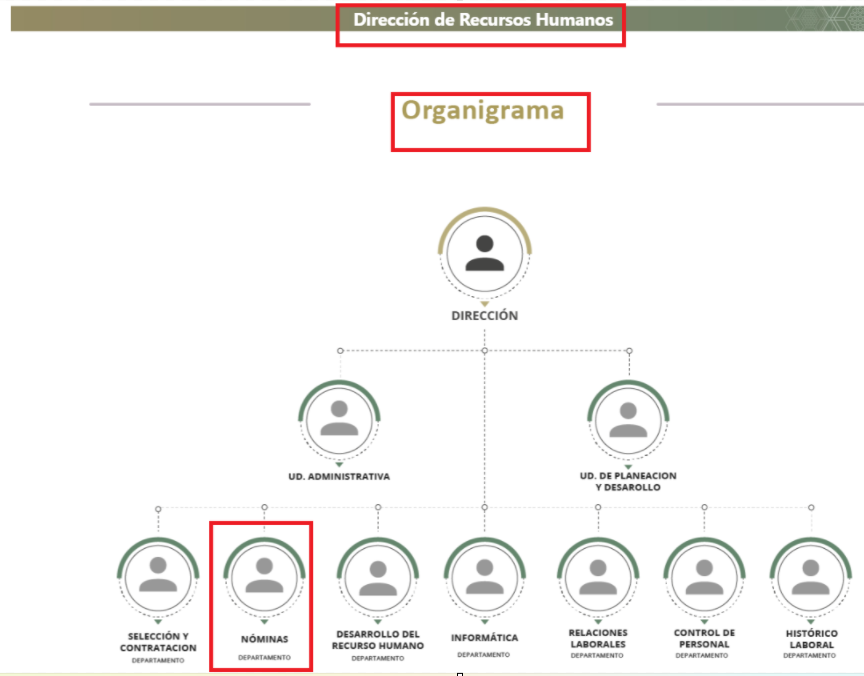 Dirección de Recursos Humanos
Organigrama
DIRECCIÓN
UD. ADMINISTRATIVA
UD. DE PLANEACION
Y DESAROLLO
SELECCIÓN Y
CONTRATACION
DEPARTAMENTO
NÓMINAS
DEPARTAMENTO
DESARROLLO DEL
RECURSO HUMANO
DEPARTAMENTO
INFORMÁTICA
DEPARTAMENTO
RELACIONES
LABORALES
DEPARTAMENTO
CONTROL DE
PERSONAL
DEPARTAMENTO
HISTÓRICO
LABORAL
DEPARTAMENTO